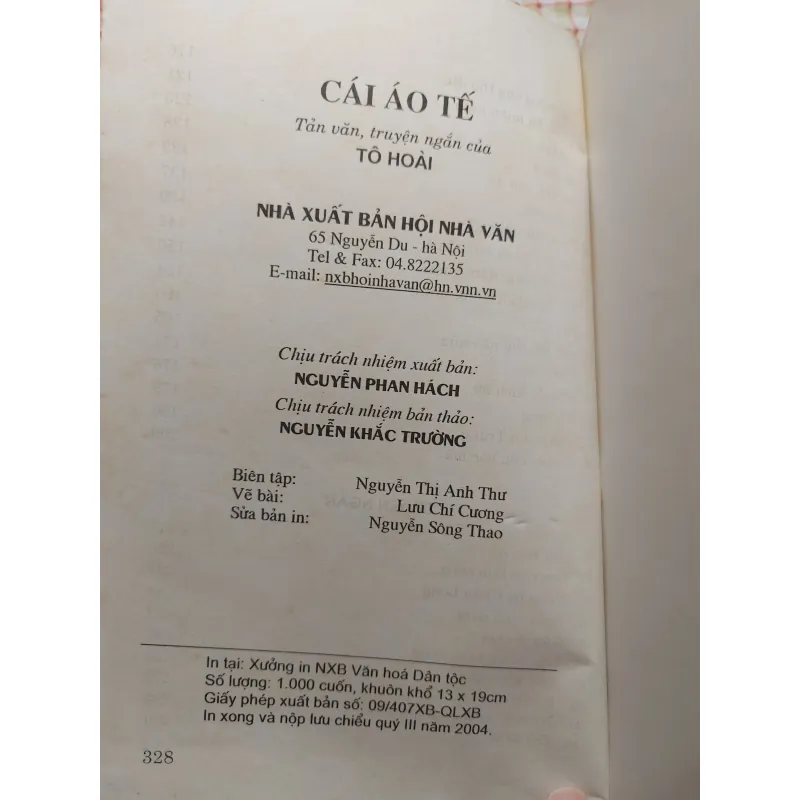 CÁI ÁO TẾ
Tản văn, truyện ngắn của
TÔ HOÀI
NHÀ XUẤT BẢN HỘI NHÀ VĂN
65 Nguyễn Du - hà Nội
Tel & Fax: 04.8222135
E-mail: nxbhoinhavan@hn.vnn.vn
Chịu trách nhiệm xuất bản:
NGUYỄN PHAN HÁCH
Chịu trách nhiệm bản thảo:
NGUYỄN KHẮC TRƯỜNG
Biên tập: Nguyễn Thị Anh Thư
Vẽ bài: Lưu Chí Cương
Sửa bản in: Nguyễn Sông Thao
In tại: Xưởng in NXB Văn hoá Dân tộc
Số lượng: 1.000 cuốn, khuôn khổ 13 x 19cm
Giấy phép xuất bản số: 09/407XB-QLXB
In xong và nộp lưu chiểu quý III năm 2004.
328